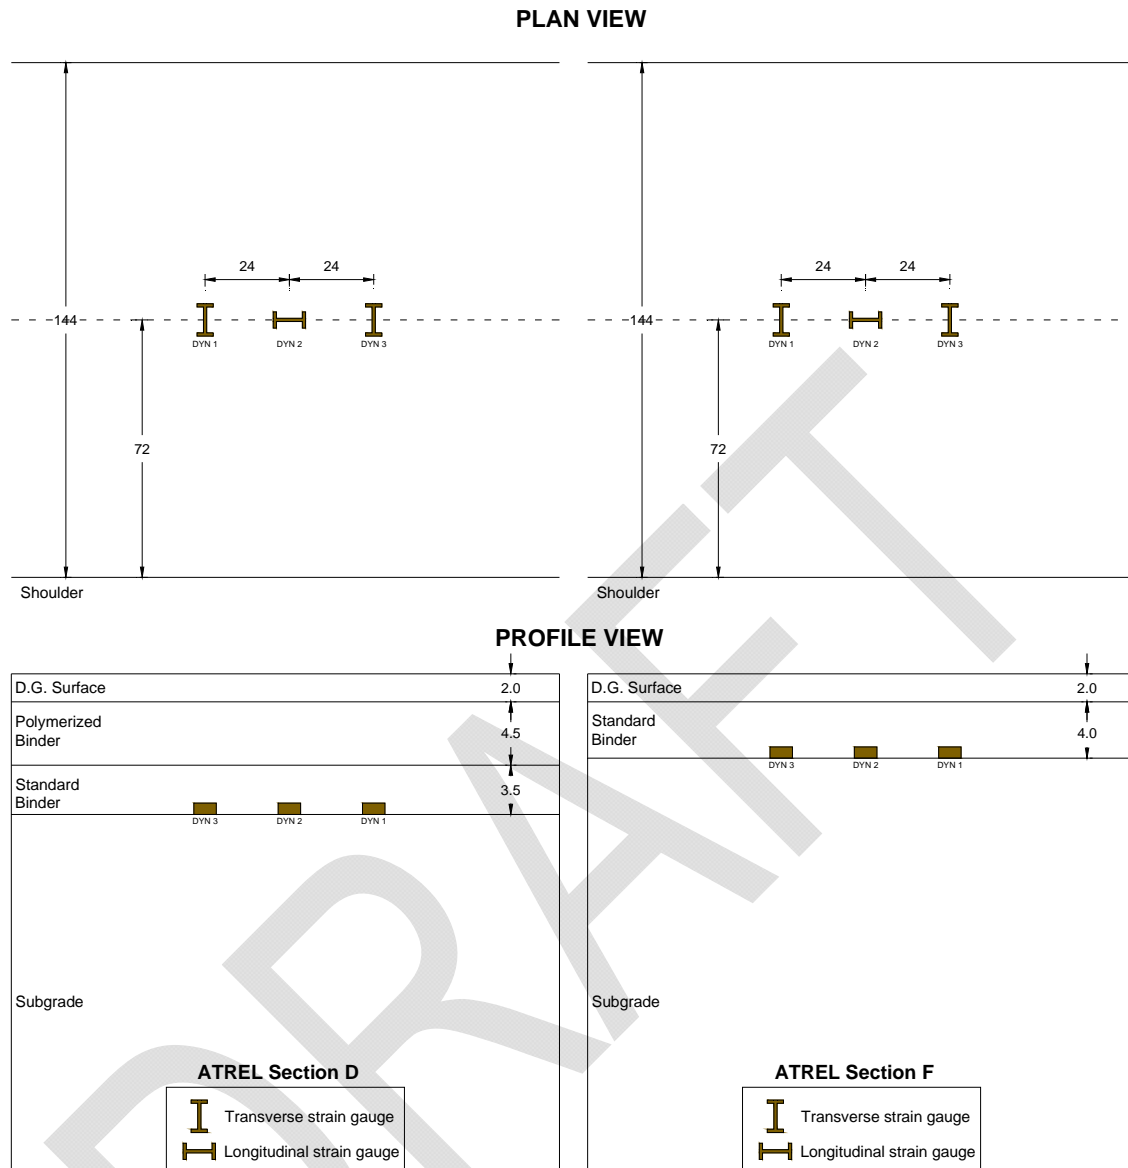 PLAN VIEW
24 24
144
DYN 1 DYN 2 DYN 3
72
Shoulder
24 24
144
DYN 1 DYN 2 DYN 3
72
Shoulder
PROFILE VIEW
D.G. Surface 2.0
Polymerized
Binder
4.5
Standard
Binder
3.5
DYN 3 DYN 2 DYN 1
Subgrade
ATREL Section D
Transverse strain gauge
Longitudinal strain gauge
D.G. Surface 2.0
Standard
Binder
4.0
DYN 3 DYN 2 DYN 1
Subgrade
ATREL Section F
Transverse strain gauge
Longitudinal strain gauge
DRAFT